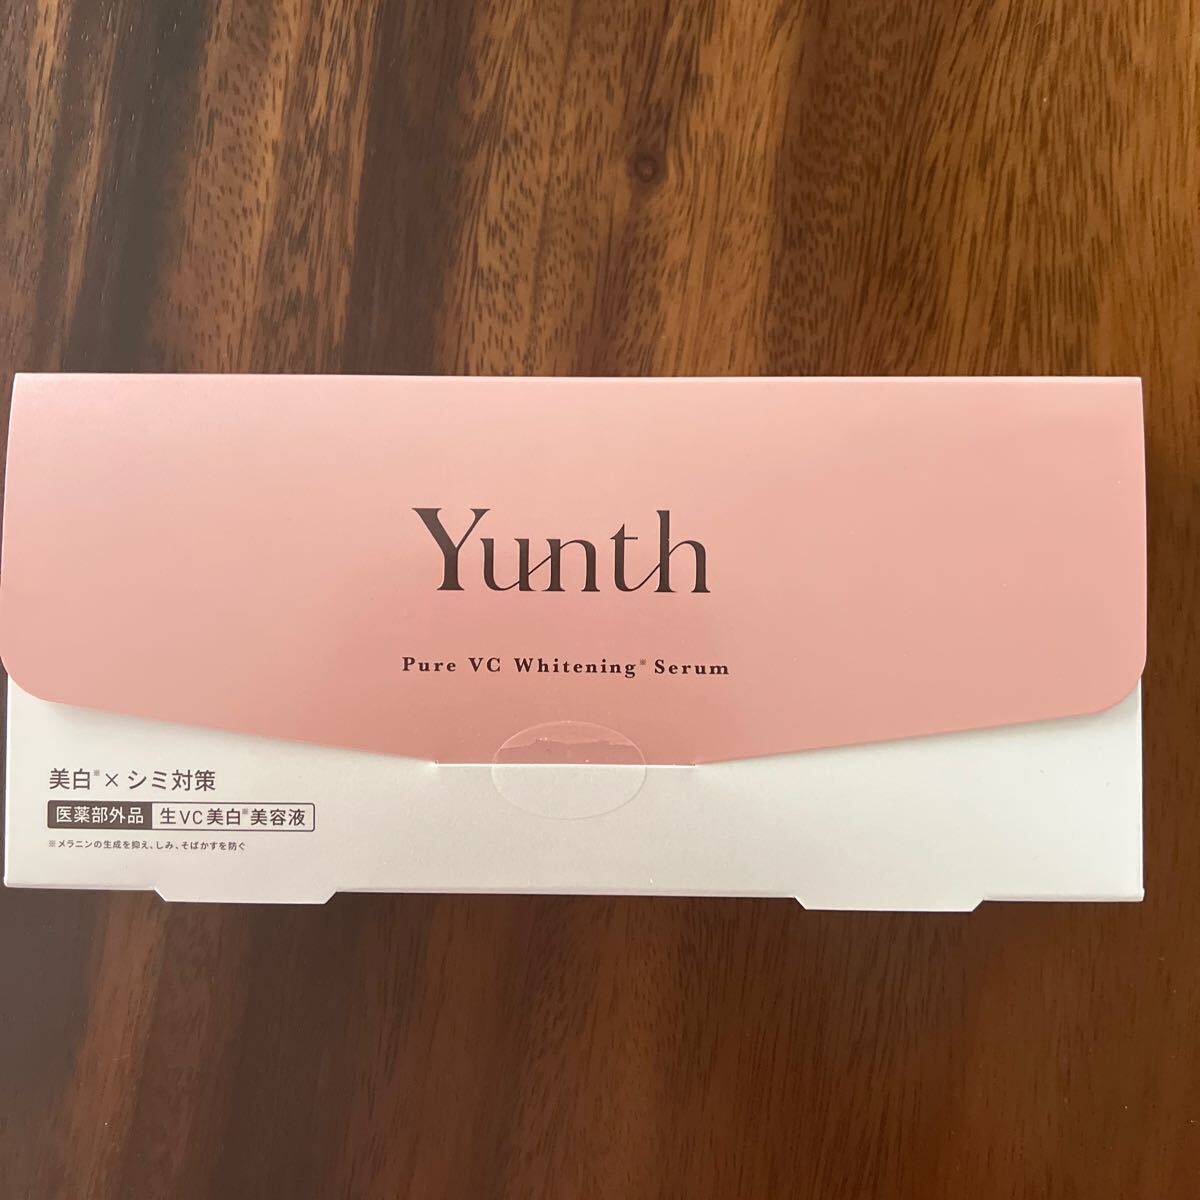 Yunth
Pure VC Whitening※ Serum
美白※×シミ対策
医薬部外品 生VC美白※美容液
※メラニンの生成を抑え、しみ、そばかすを防ぐ